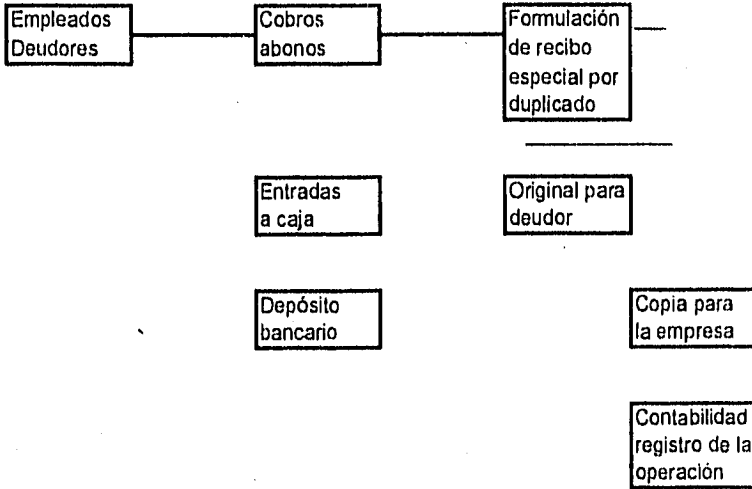 Empleados
Deudores
Cobros
abonos
Formulación
de recibo
especial por
duplicado
Entradas
a caja
Original para
deudor
Depósito
bancario
Copia para
la empresa
Contabilidad
registro de la
operación